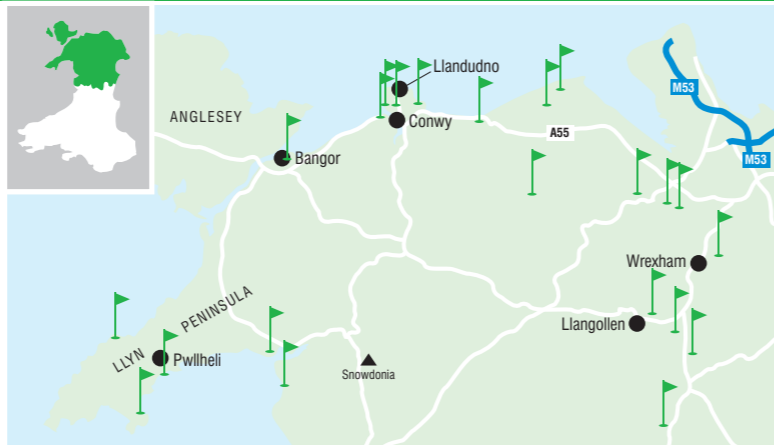 Llandudno
M53
ANGLESEY
Conwy
A55
M53
Bangor
Wrexham
LLYN PENINSULA
Llangollen
Pwllheli
Snowdonia